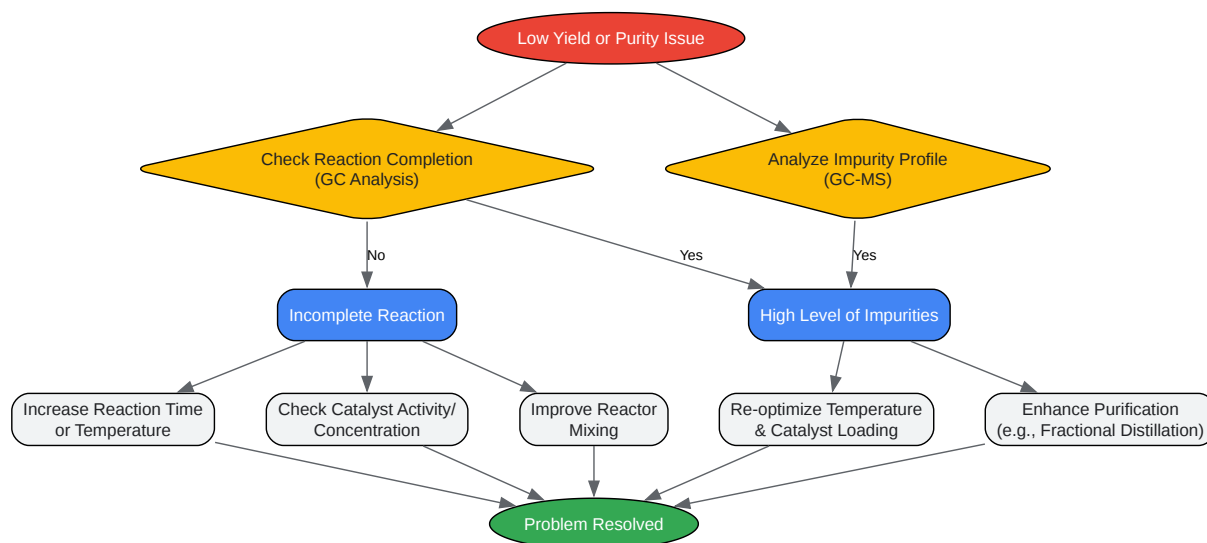 Low Yield or Purity Issue
Check Reaction Completion
(GC Analysis)
Analyze Impurity Profile
(GC-MS)
No
Yes
Yes
Incomplete Reaction
High Level of Impurities
Increase Reaction Time
or Temperature
Check Catalyst Activity/
Concentration
Improve Reactor
Mixing
Re-optimize Temperature
& Catalyst Loading
Enhance Purification
(e.g., Fractional Distillation)
Problem Resolved